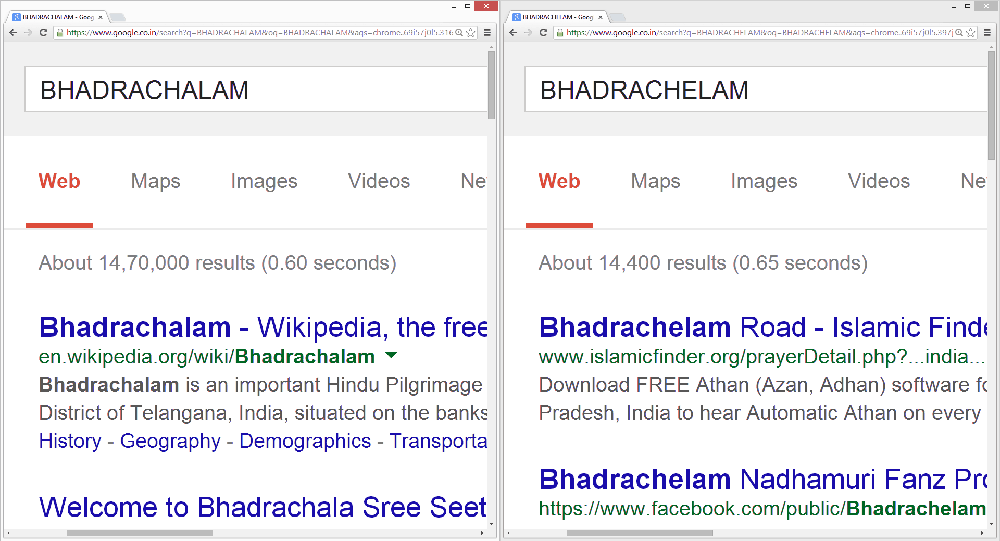 BHADRACHALAM - Goog
https://www.google.co.in/search?q=BHADRACHALAM&oq=BHADRACHALAM&aqs=chrome..69i57j0l5.316
BHADRACHALAM
Web Maps Images Videos Ne
About 14,70,000 results (0.60 seconds)
Bhadrachalam - Wikipedia, the free
en.wikipedia.org/wiki/Bhadrachalam
Bhadrachalam is an important Hindu Pilgrimage
District of Telangana, India, situated on the banks
History - Geography - Demographics - Transporta
Welcome to Bhadrachala Sree Seet
BHADRACHELAM - Goog
https://www.google.co.in/search?q=BHADRACHELAM&oq=BHADRACHELAM&aqs=chrome..69i57j0l5.397j
BHADRACHELAM
Web Maps Images Videos Ne
About 14,400 results (0.65 seconds)
Bhadrachelam Road - Islamic Finde
www.islamicfinder.org/prayerDetail.php?...india...
Download FREE Athan (Azan, Adhan) software fo
Pradesh, India to hear Automatic Athan on every
Bhadrachelam Nadhamuri Fanz Pro
https://www.facebook.com/public/Bhadrachelam